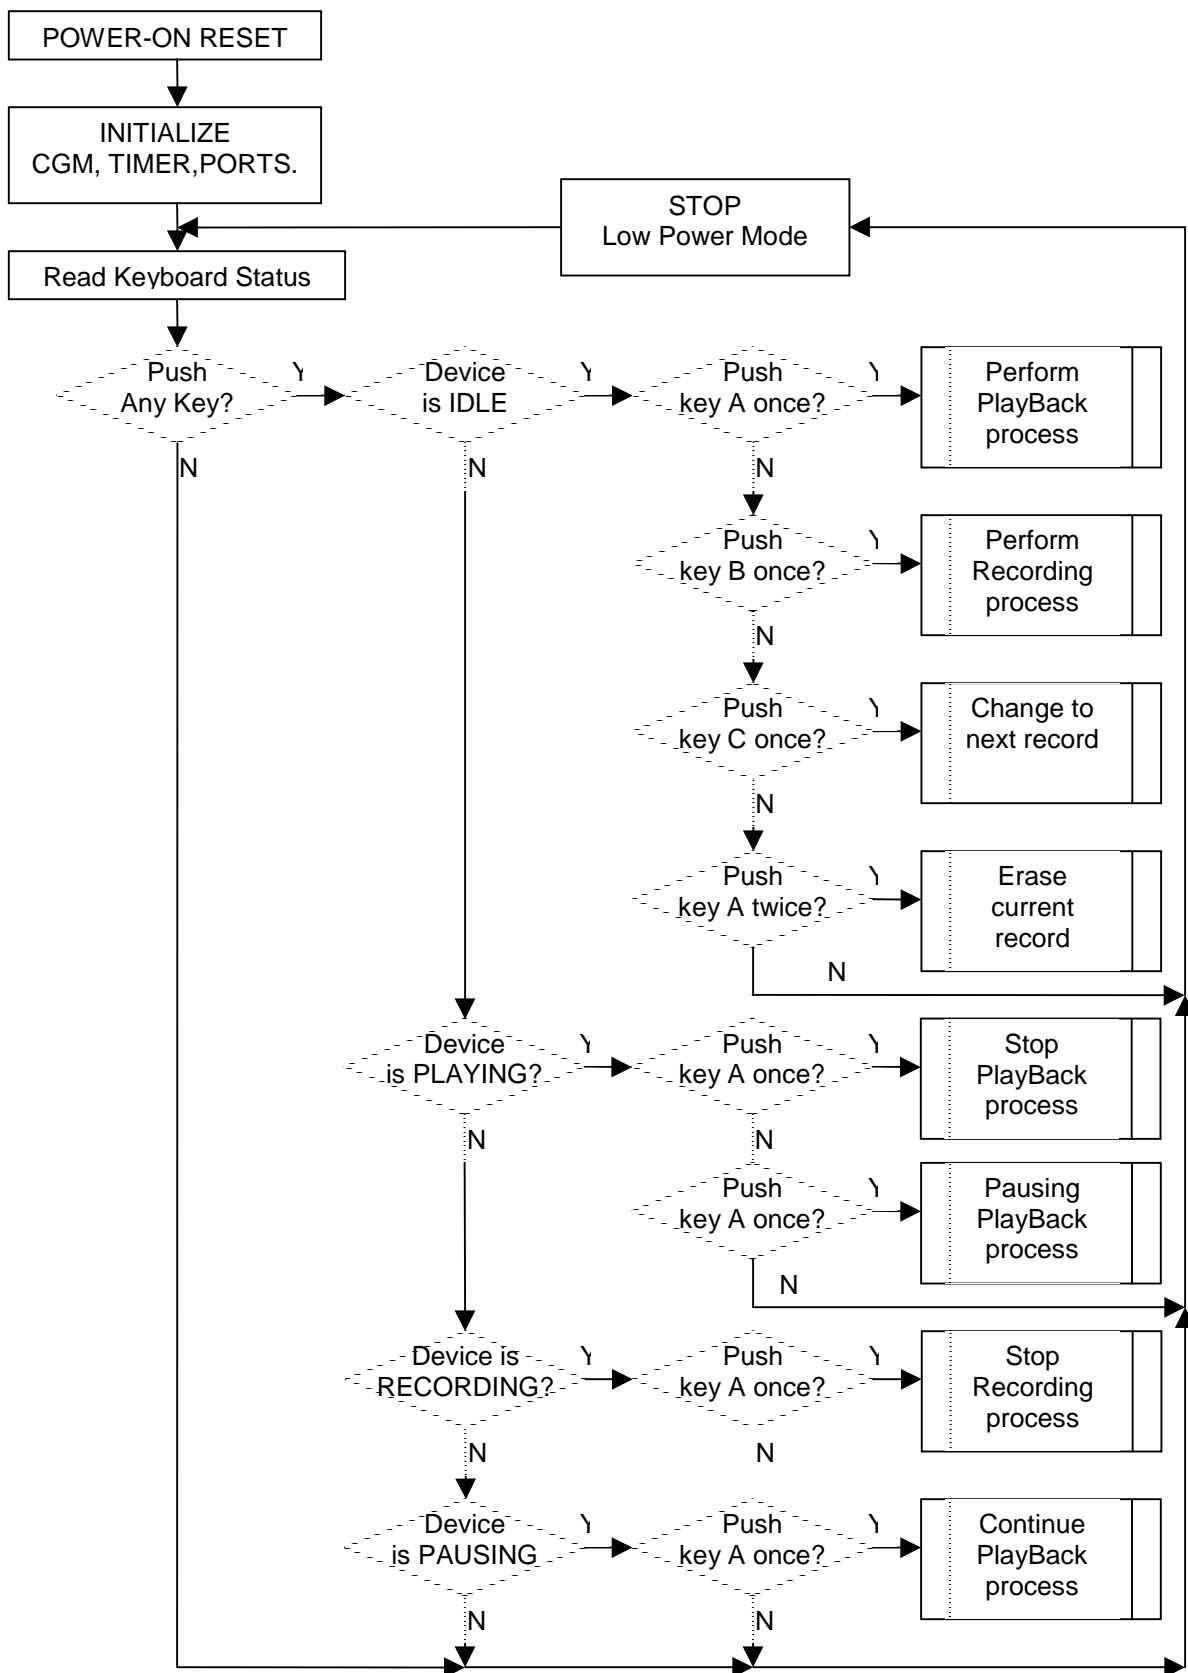 POWER-ON RESET
INITIALIZE
CGM, TIMER,PORTS.
STOP
Low Power Mode
Read Keyboard Status
Push
Any Key?
Y
N
Device
is IDLE
Y
N
Push
key A once?
Y
N
Perform
PlayBack
process
Push
key B once?
Y
N
Perform
Recording
process
Push
key C once?
Y
N
Change to
next record
Push
key A twice?
Y
N
Erase
current
record
Device
is PLAYING?
Y
N
Push
key A once?
Y
N
Stop
PlayBack
process
Push
key A once?
Y
N
Pausing
PlayBack
process
Device is
RECORDING?
Y
N
Push
key A once?
Y
N
Stop
Recording
process
Device
is PAUSING
Y
N
Push
key A once?
Y
N
Continue
PlayBack
process